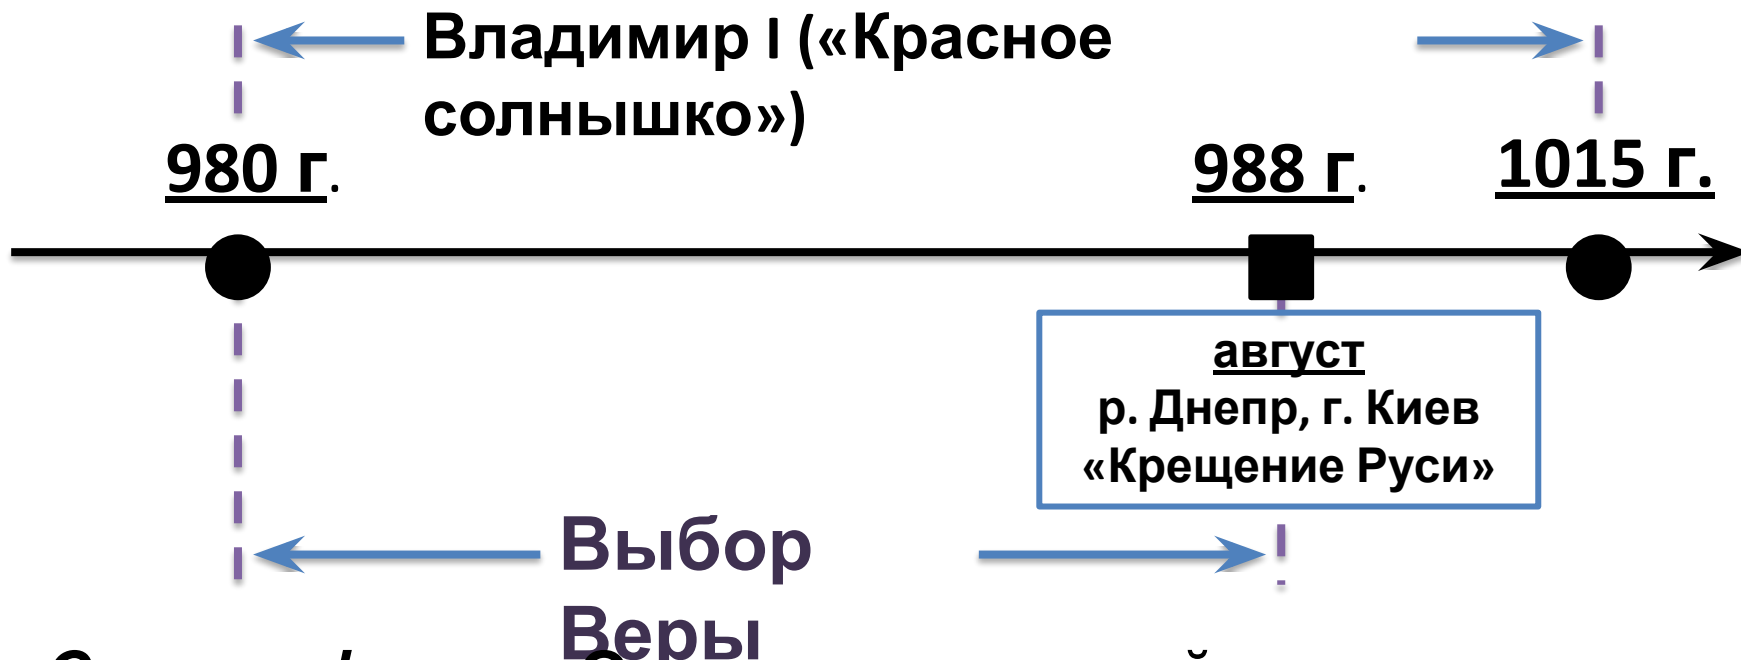 Владимир I («Красное
солнышко»)
980 г.
988 г.
1015 г.
август
р. Днепр, г. Киев
«Крещение Руси»
Выбор
Веры